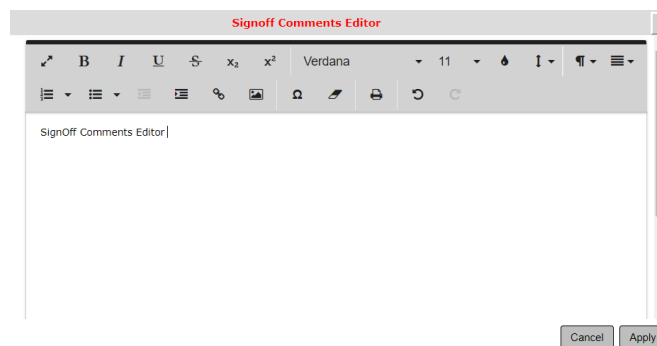 Signoff Comments Editor
B I U S x₂ x² Verdana 11
Ω
SignOff Comments Editor
Cancel Apply